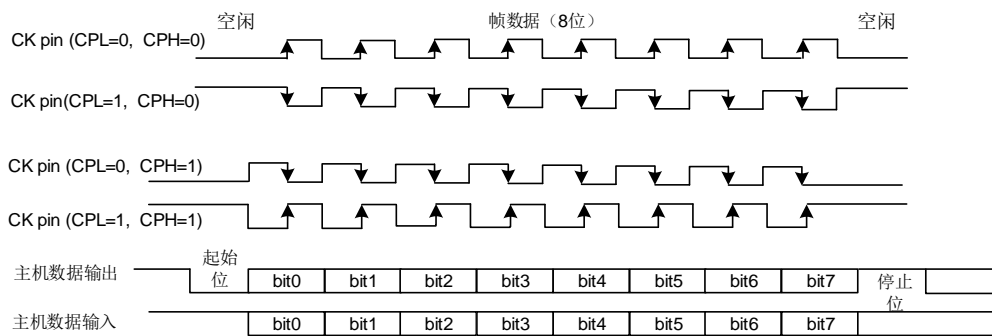 空闲 帧数据（8位） 空闲
CK pin (CPL=0, CPH=0)
CK pin(CPL=1, CPH=0)
CK pin (CPL=0, CPH=1)
CK pin (CPL=1, CPH=1)
主机数据输出 起始位 bit0 bit1 bit2 bit3 bit4 bit5 bit6 bit7 停止位
主机数据输入 bit0 bit1 bit2 bit3 bit4 bit5 bit6 bit7